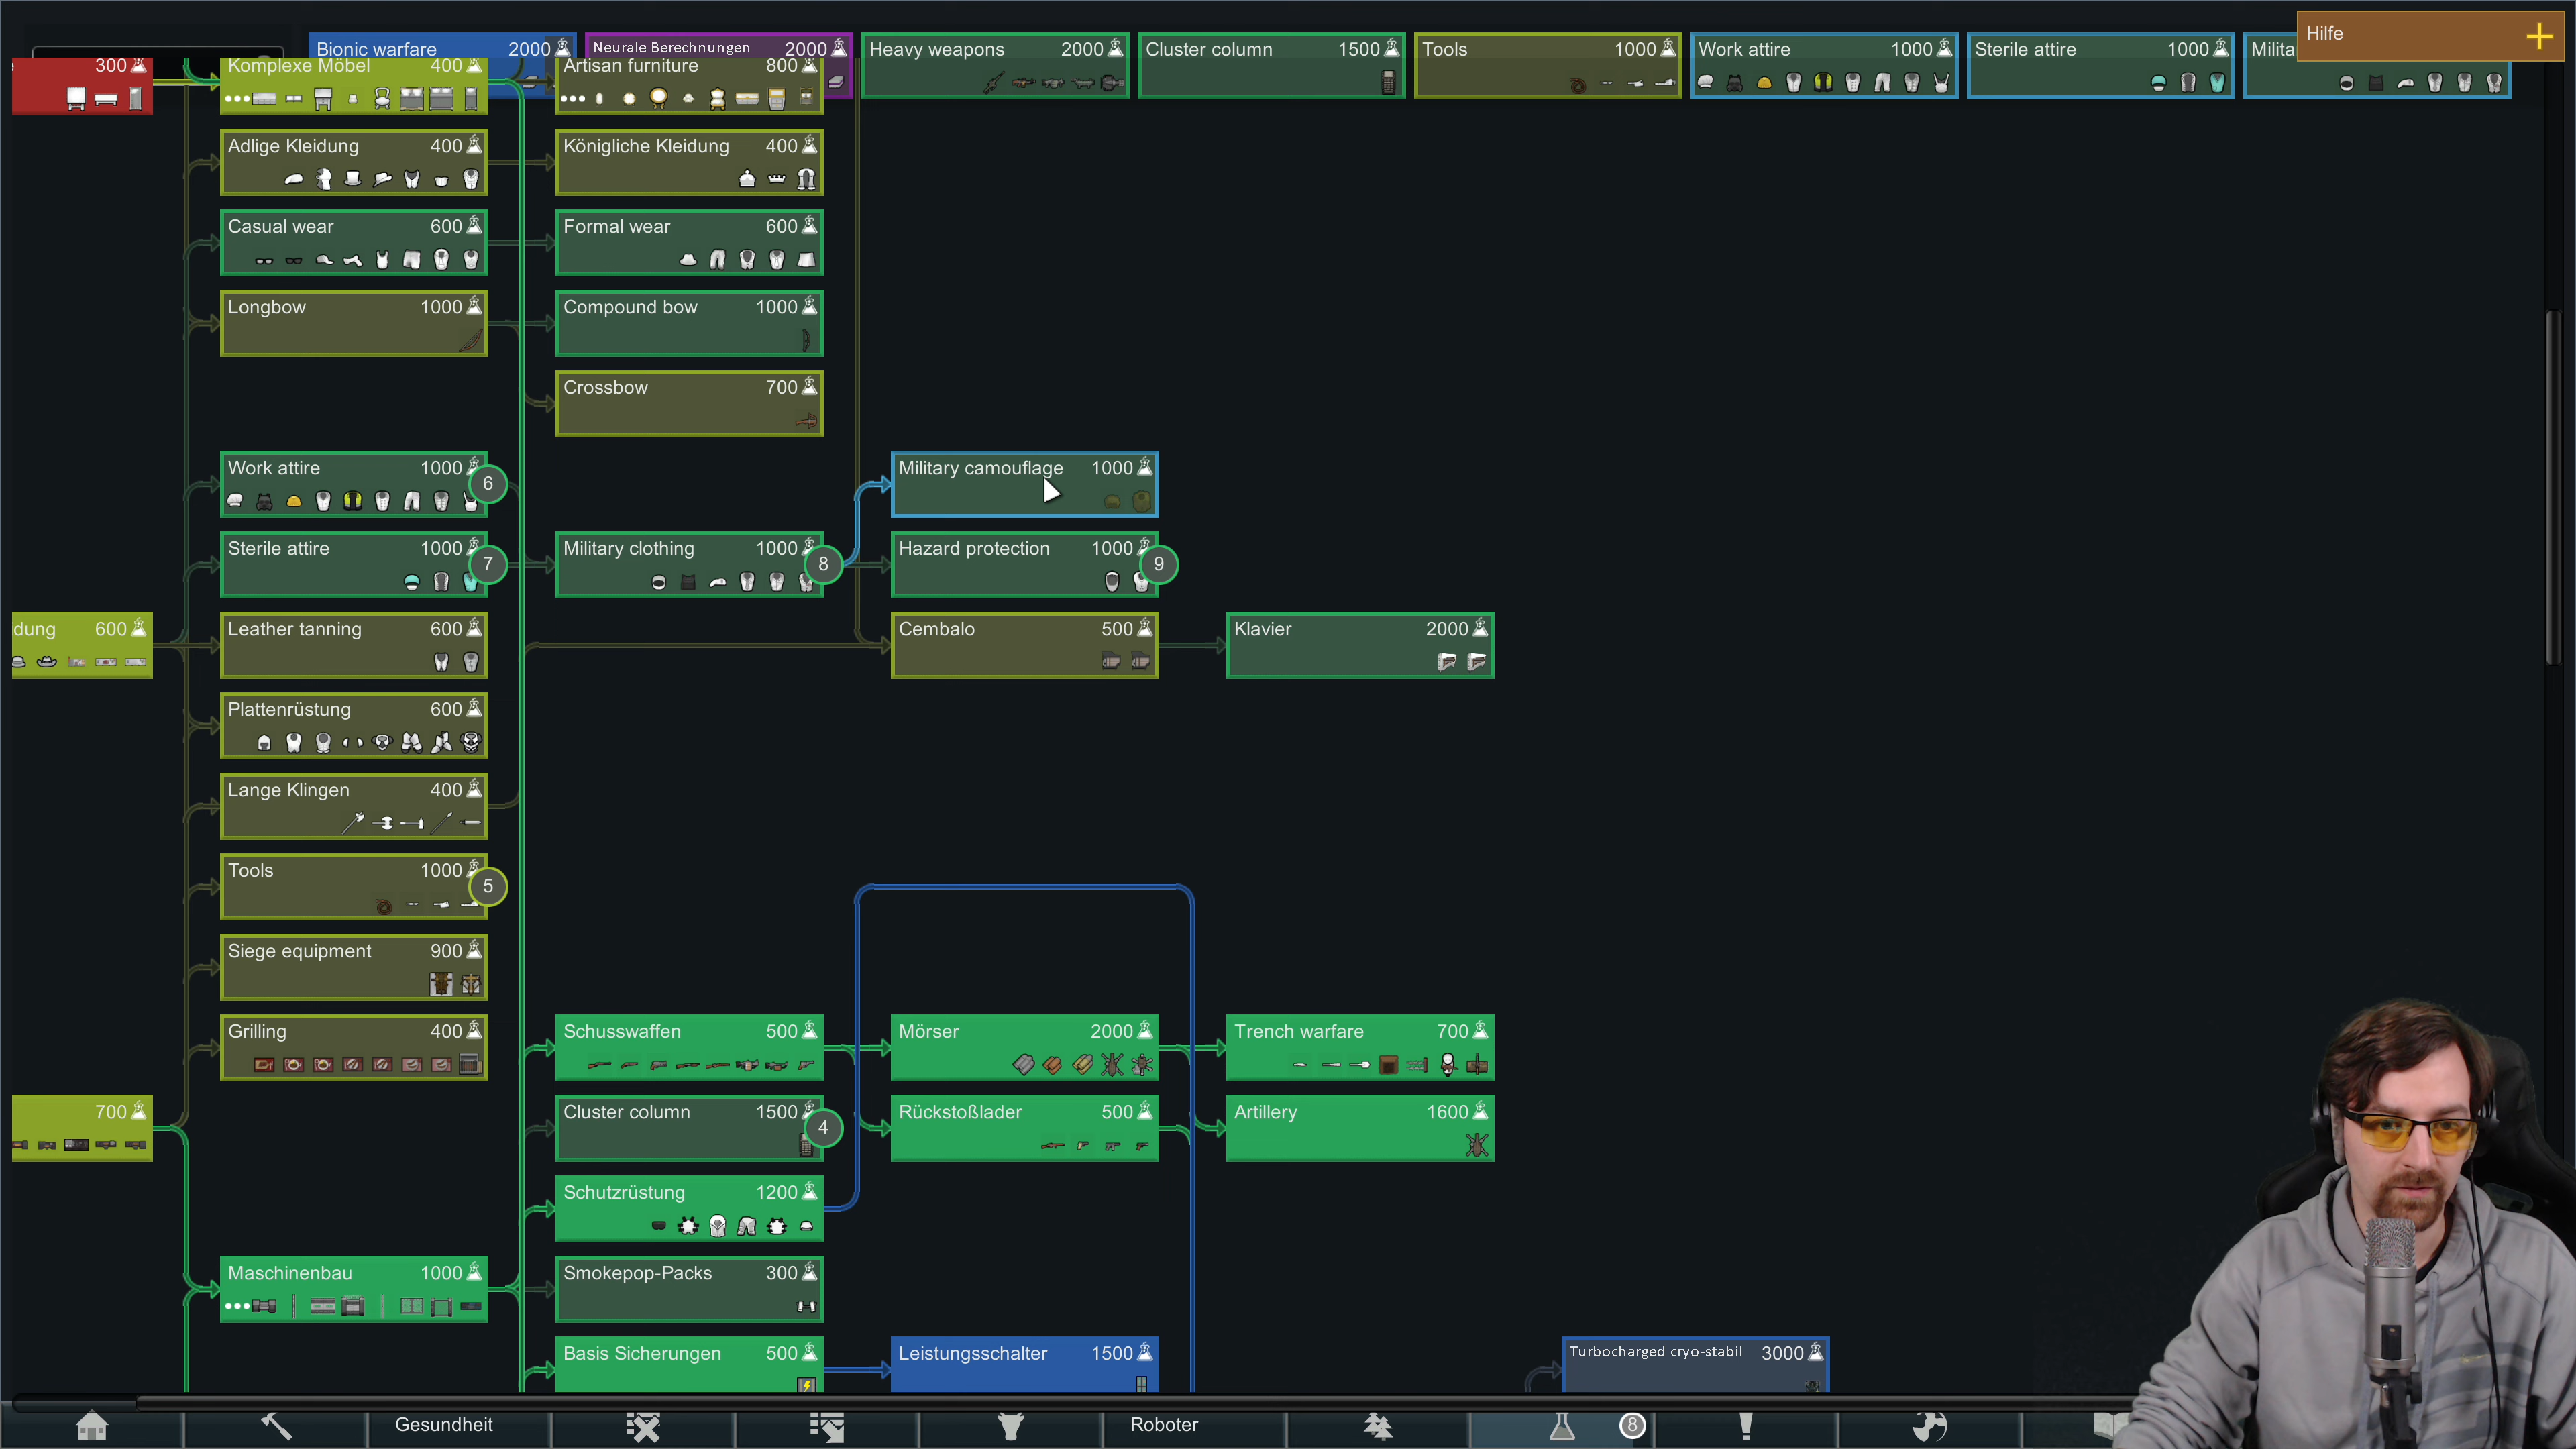 Hilfe
Bionic warfare 2000
Neurale Berechnungen 2000
Heavy weapons 2000
Cluster column 1500
Tools 1000
Work attire 1000
Sterile attire 1000
Milita
300
Komplexe Möbel 400
Artisan furniture 800
Adlige Kleidung 400
Königliche Kleidung 400
Casual wear 600
Formal wear 600
Longbow 1000
Compound bow 1000
Crossbow 700
Work attire 1000
6
Military camouflage 1000
Sterile attire 1000
7
Military clothing 1000
8
Hazard protection 1000
9
dung 600
Leather tanning 600
Cembalo 500
Klavier 2000
Plattenrüstung 600
Lange Klingen 400
Tools 1000
5
Siege equipment 900
Grilling 400
Schusswaffen 500
Mörser 2000
Trench warfare 700
700
Cluster column 1500
4
Rückstoßlader 500
Artillery 1600
Schutzrüstung 1200
Maschinenbau 1000
Smokepop-Packs 300
Basis Sicherungen 500
Leistungsschalter 1500
Turbocharged cryo-stabil 3000
Gesundheit
Roboter
8